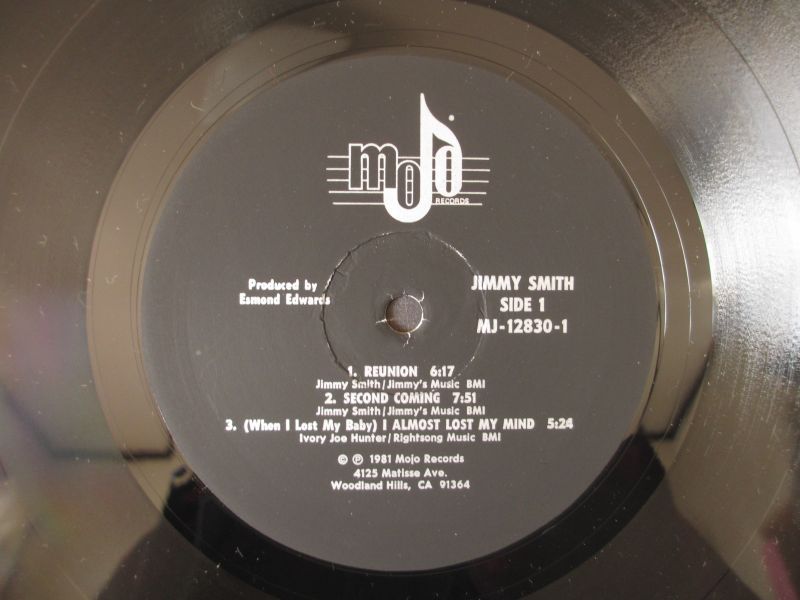 mojo
RECORDS
Produced by
Esmond Edwards
JIMMY SMITH
SIDE 1
MJ-12830-1
1. REUNION 6:17
Jimmy Smith/Jimmy's Music BMI
2. SECOND COMING 7:51
Jimmy Smith/Jimmy's Music BMI
3. (When I Lost My Baby) I ALMOST LOST MY MIND 5:24
Ivory Joe Hunter/Rightsong Music BMI
© ℗ 1981 Mojo Records
4125 Matisse Ave.
Woodland Hills, CA 91364